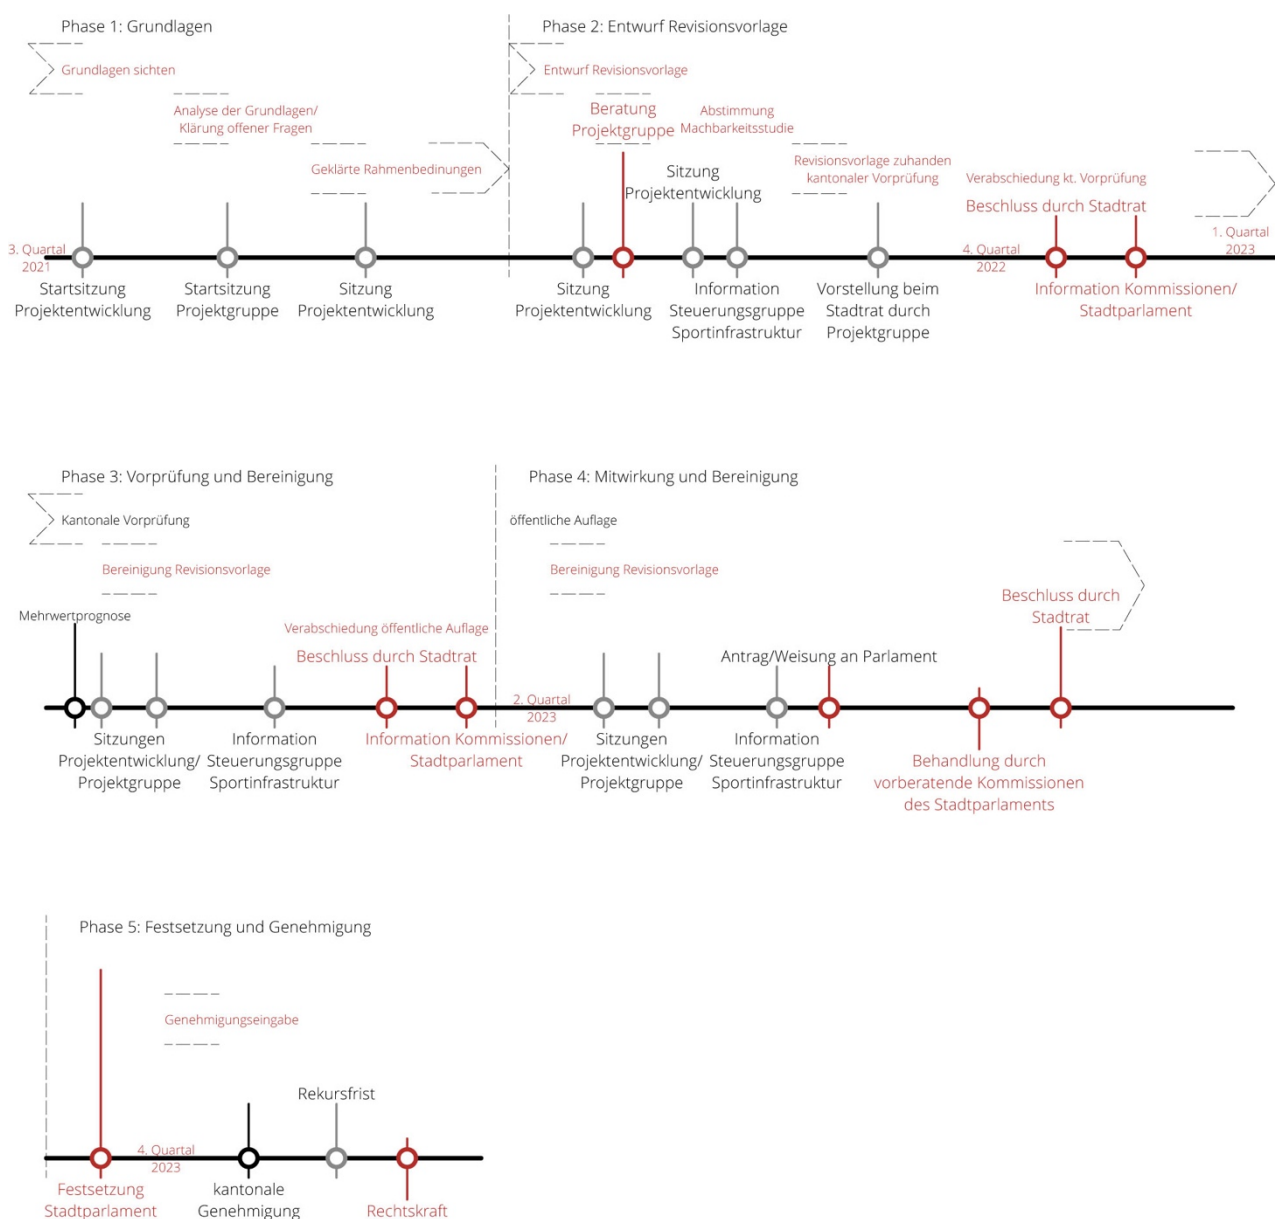 Phase 1: Grundlagen
Phase 2: Entwurf Revisionsvorlage
Grundlagen sichten
Entwurf Revisionsvorlage
Analyse der Grundlagen/
Klärung offener Fragen
Beratung
Projektgruppe
Abstimmung
Machbarkeitsstudie
Geklärte Rahmenbedinungen
Sitzung
Projektentwicklung
Revisionsvorlage zuhanden
kantonaler Vorprüfung
Verabschiedung kt. Vorprüfung
Beschluss durch Stadtrat
3. Quartal
2021
4. Quartal
2022
1. Quartal
2023
Startsitzung
Projektentwicklung
Startsitzung
Projektgruppe
Sitzung
Projektentwicklung
Sitzung
Projektentwicklung
Information
Steuerungsgruppe
Sportinfrastruktur
Vorstellung beim
Stadtrat durch
Projektgruppe
Information Kommissionen/
Stadtparlament
Phase 3: Vorprüfung und Bereinigung
Phase 4: Mitwirkung und Bereinigung
Kantonale Vorprüfung
öffentliche Auflage
Bereinigung Revisionsvorlage
Bereinigung Revisionsvorlage
Mehrwertprognose
Verabschiedung öffentliche Auflage
Beschluss durch Stadtrat
Antrag/Weisung an Parlament
Beschluss durch
Stadtrat
2. Quartal
2023
Sitzungen
Projektentwicklung/
Projektgruppe
Information
Steuerungsgruppe
Sportinfrastruktur
Information Kommissionen/
Stadtparlament
Sitzungen
Projektentwicklung/
Projektgruppe
Information
Steuerungsgruppe
Sportinfrastruktur
Behandlung durch
vorberatende Kommissionen
des Stadtparlaments
Phase 5: Festsetzung und Genehmigung
Genehmigungseingabe
Rekursfrist
4. Quartal
2023
Festsetzung
Stadtparlament
kantonale
Genehmigung
Rechtskraft